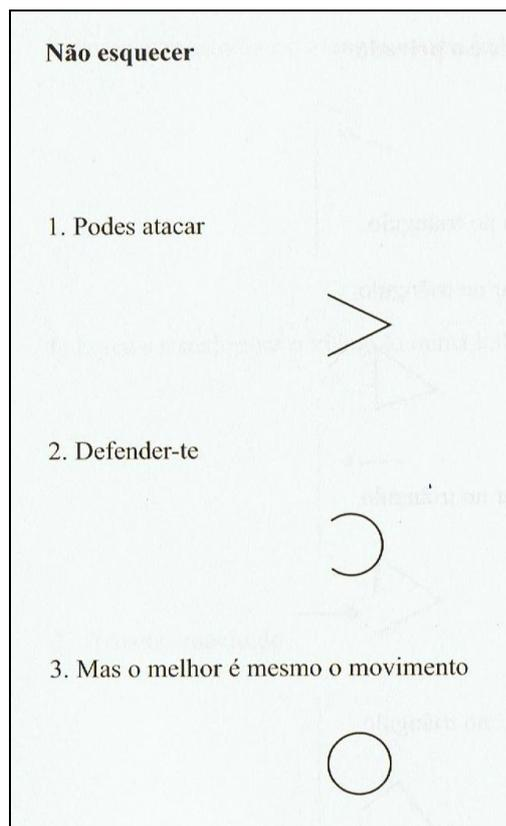 Não esquecer
1. Podes atacar
2. Defender-te
3. Mas o melhor é mesmo o movimento